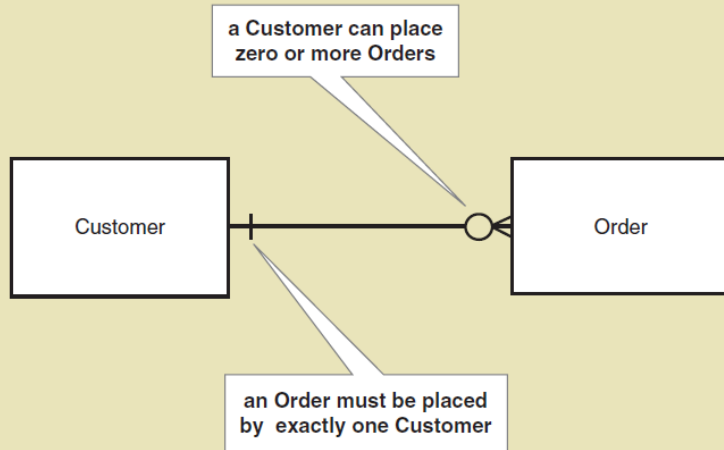 a Customer can place
zero or more Orders
Customer
Order
an Order must be placed
by exactly one Customer